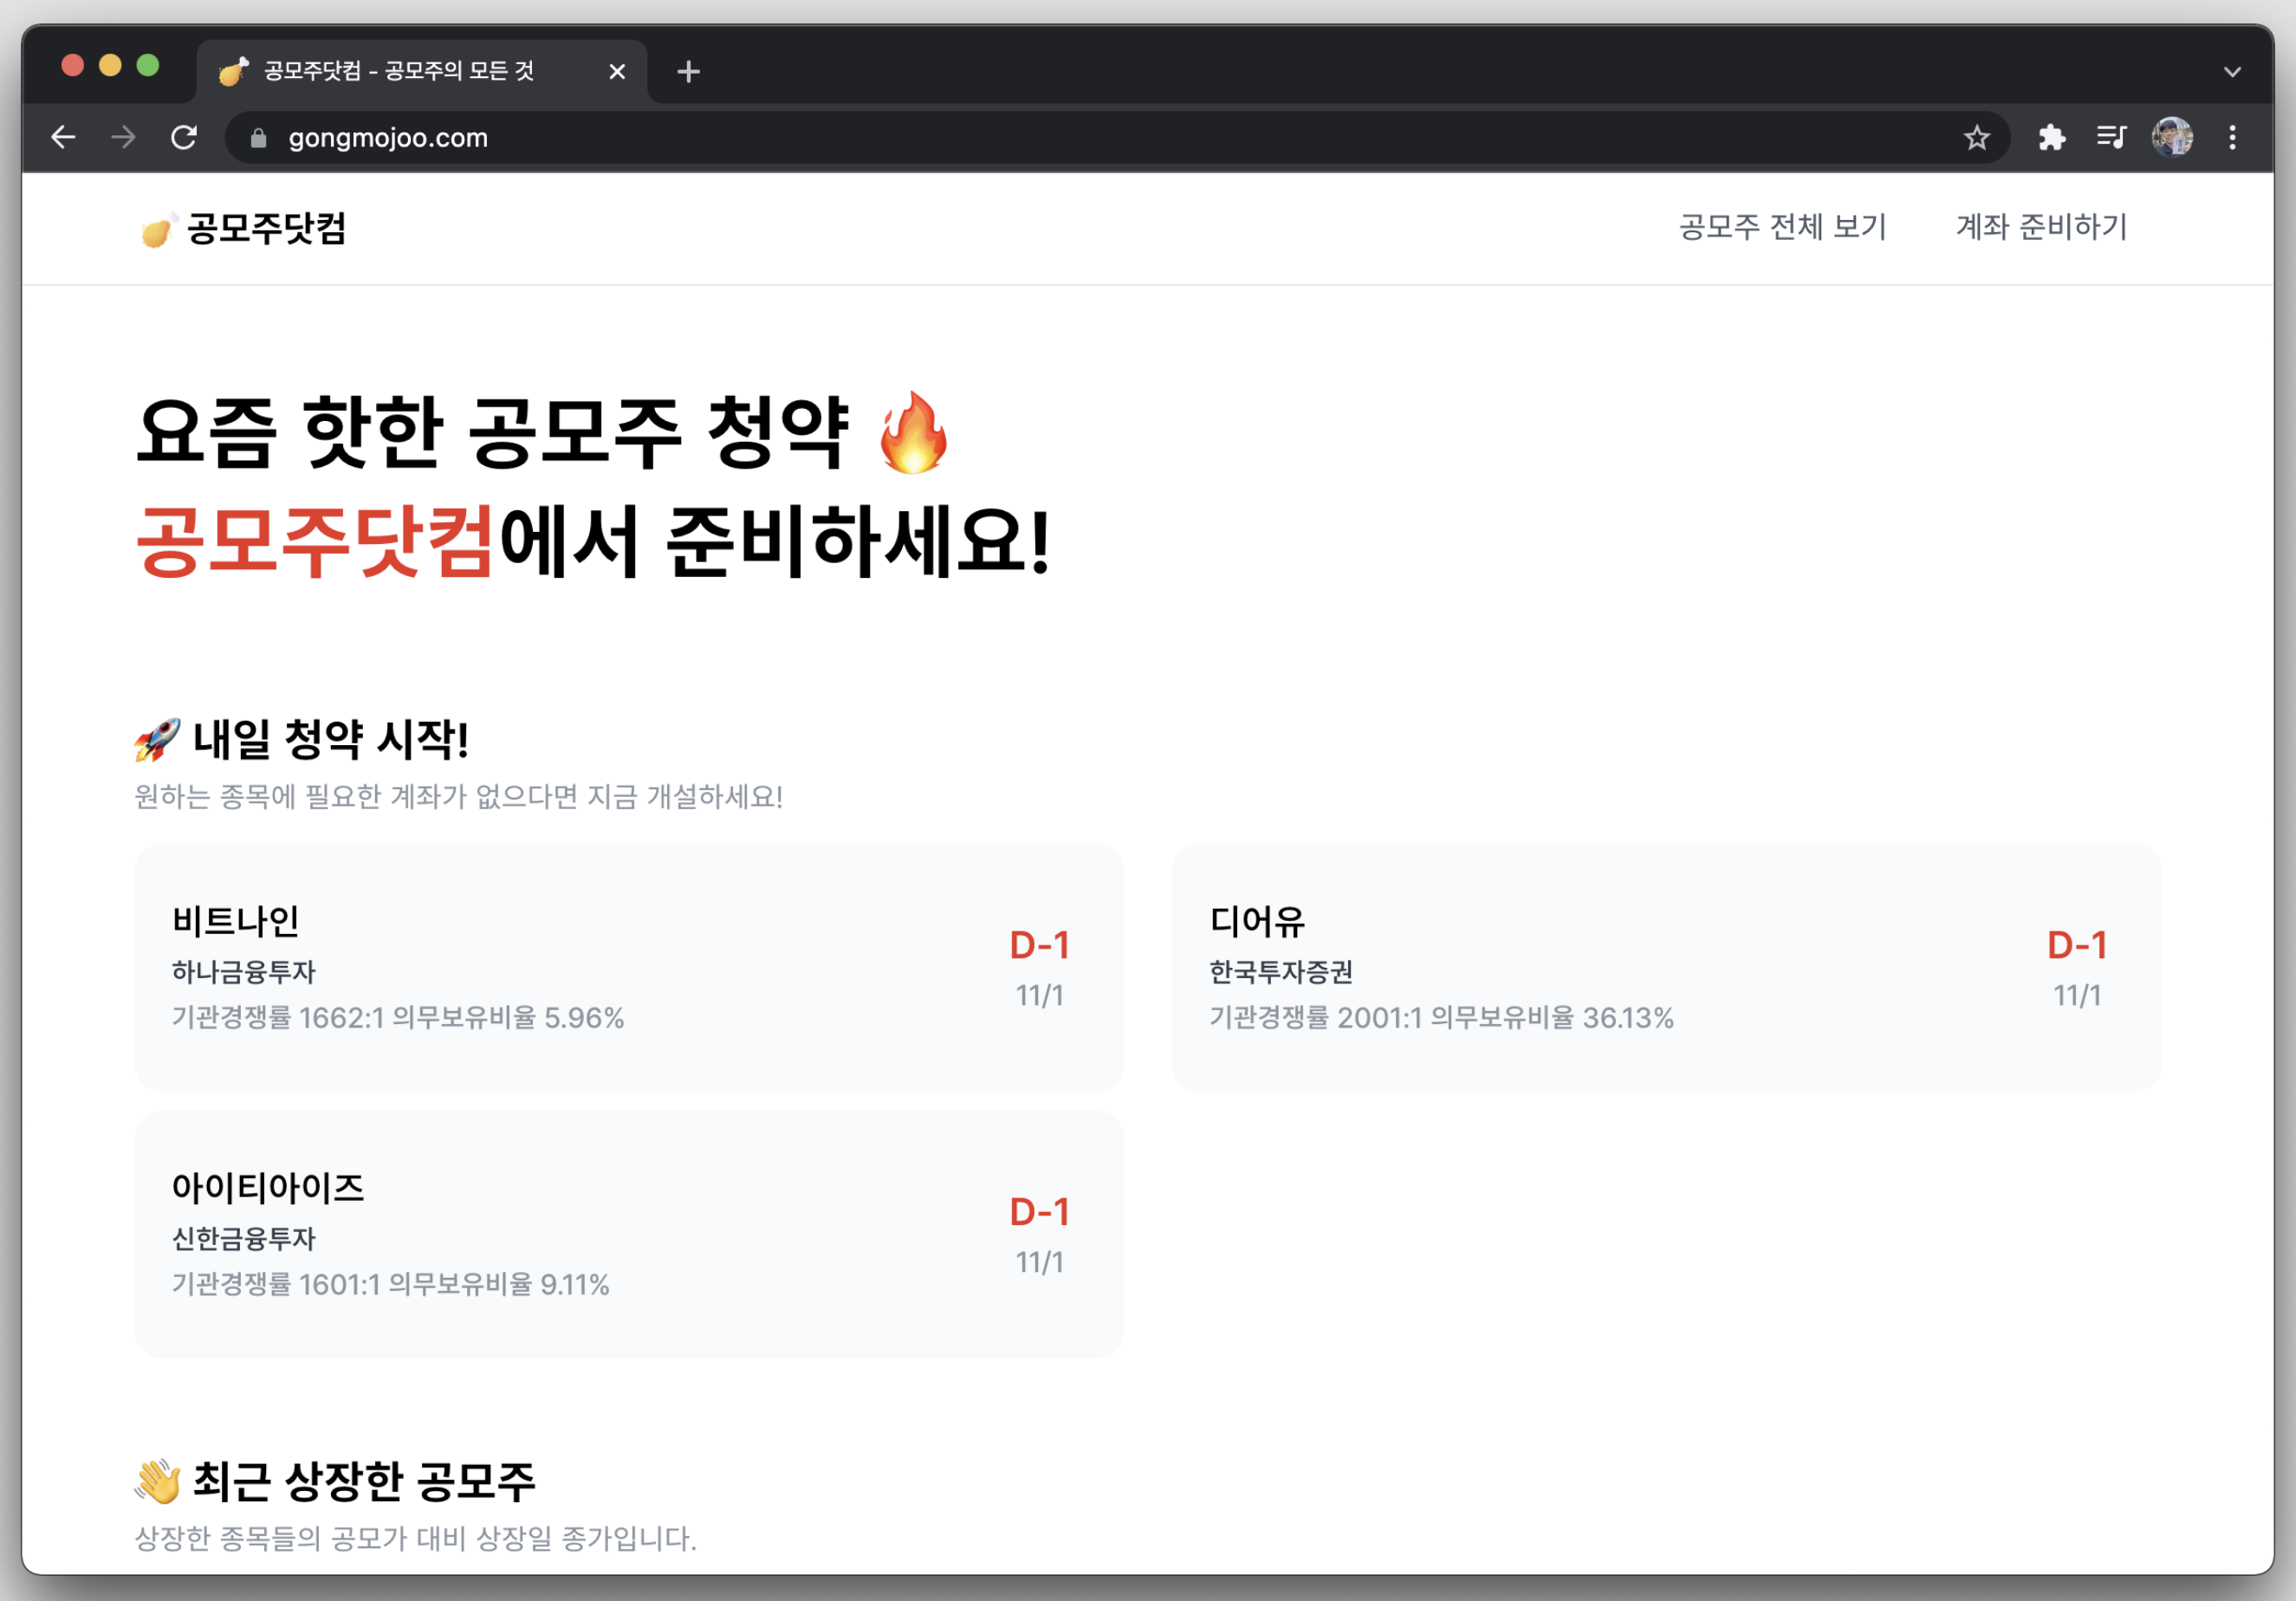 공모주닷컴 - 공모주의 모든 것
gongmojoo.com
공모주닷컴
공모주 전체 보기
계좌 준비하기
요즘 핫한 공모주 청약
공모주닷컴에서 준비하세요!
내일 청약 시작!
원하는 종목에 필요한 계좌가 없으다면 지금 개설하세요!
비트나인
하나금융투자
기관경쟁률 1662:1 의무보유비율 5.96%
D-1
11/1
디어유
한국투자증권
기관경쟁률 2001:1 의무보유비율 36.13%
D-1
11/1
아이티아이즈
신한금융투자
기관경쟁률 1601:1 의무보유비율 9.11%
D-1
11/1
최근 상장한 공모주
상장한 종목들의 공모가 대비 상장일 종가입니다.